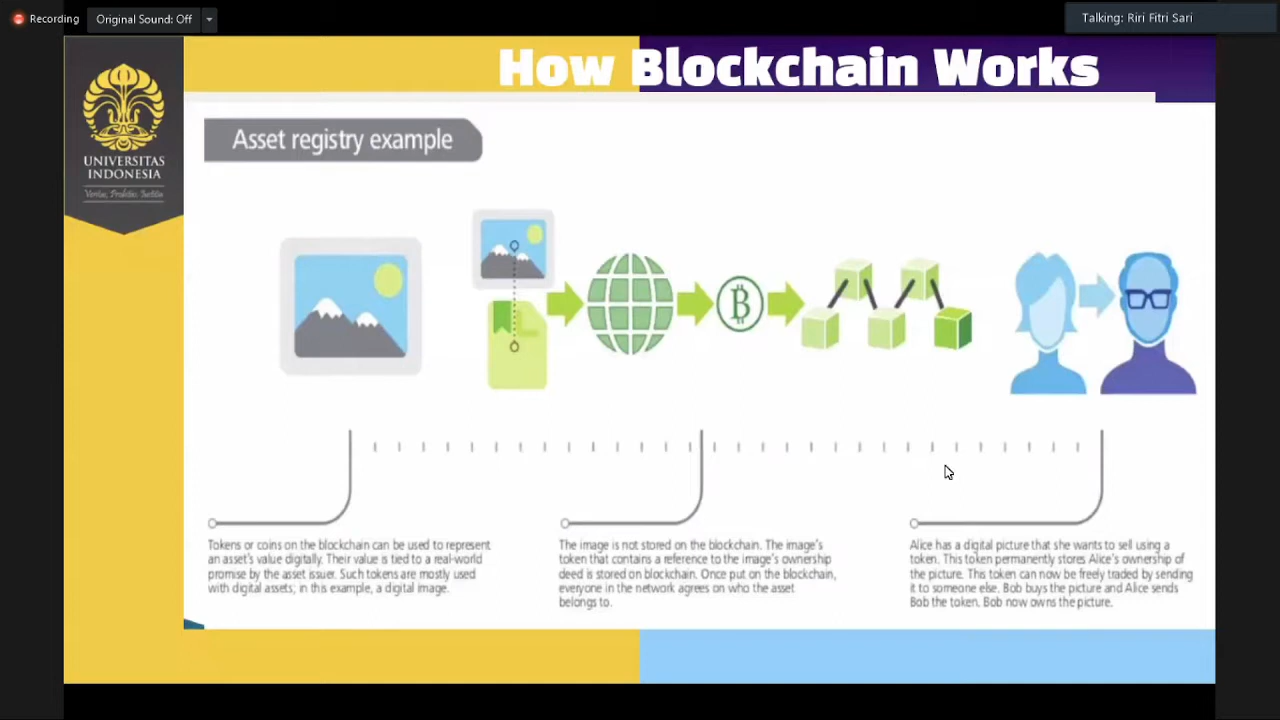 Recording
Original Sound: Off
Talking: Riri Fitri Sari
How Blockchain Works
UNIVERSITAS
INDONESIA
Veritas, Probitas, Iustitia
Asset registry example
Tokens or coins on the blockchain can be used to represent
an asset's value digitally. Their value is tied to a real-world
promise by the asset issuer. Such tokens are mostly used
with digital assets; in this example, a digital image.
The image is not stored on the blockchain. The image's
token that contains a reference to the image's ownership
deed is stored on blockchain. Once put on the blockchain,
everyone in the network agrees on who the asset
belongs to.
Alice has a digital picture that she wants to sell using a
token. This token permanently stores Alice's ownership of
the picture. This token can now be freely traded by sending
it to someone else. Bob buys the picture and Alice sends
Bob the token. Bob now owns the picture.